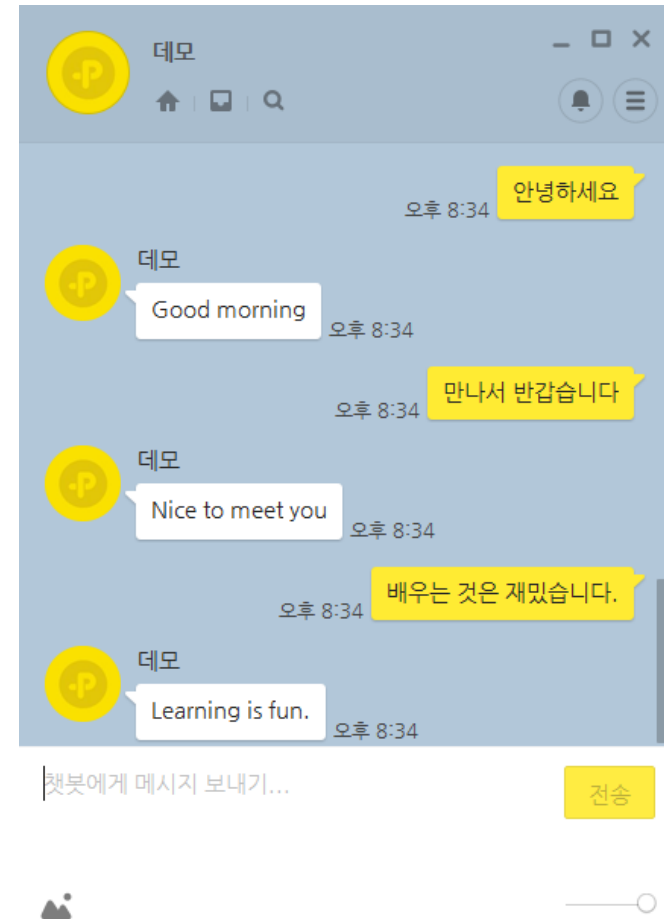 데모
안녕하세요
오후 8:34
데모
Good morning
오후 8:34
만나서 반갑습니다
오후 8:34
데모
Nice to meet you
오후 8:34
배우는 것은 재밌습니다.
오후 8:34
데모
Learning is fun.
오후 8:34
챗봇에게 메시지 보내기...
전송